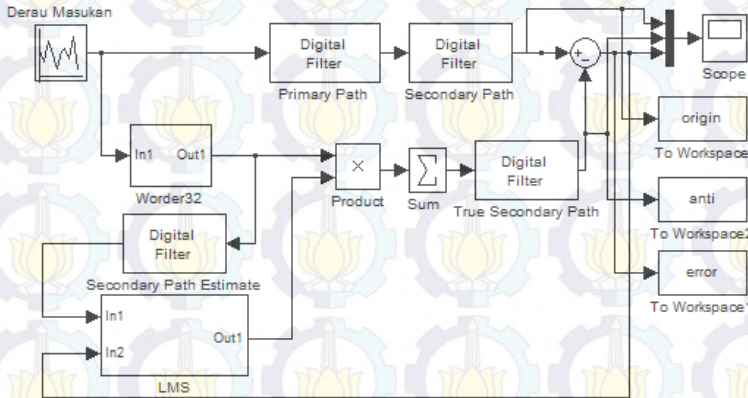 Derau Masukan
Digital
Filter
Primary Path
Digital
Filter
Secondary Path
+
-
Scope
origin
To Workspace
In1
Out1
Worder32
×
Product
Σ
Sum
Digital
Filter
True Secondary Path
anti
To Workspace2
Digital
Filter
Secondary Path Estimate
error
To Workspace1
In1
In2
Out1
LMS